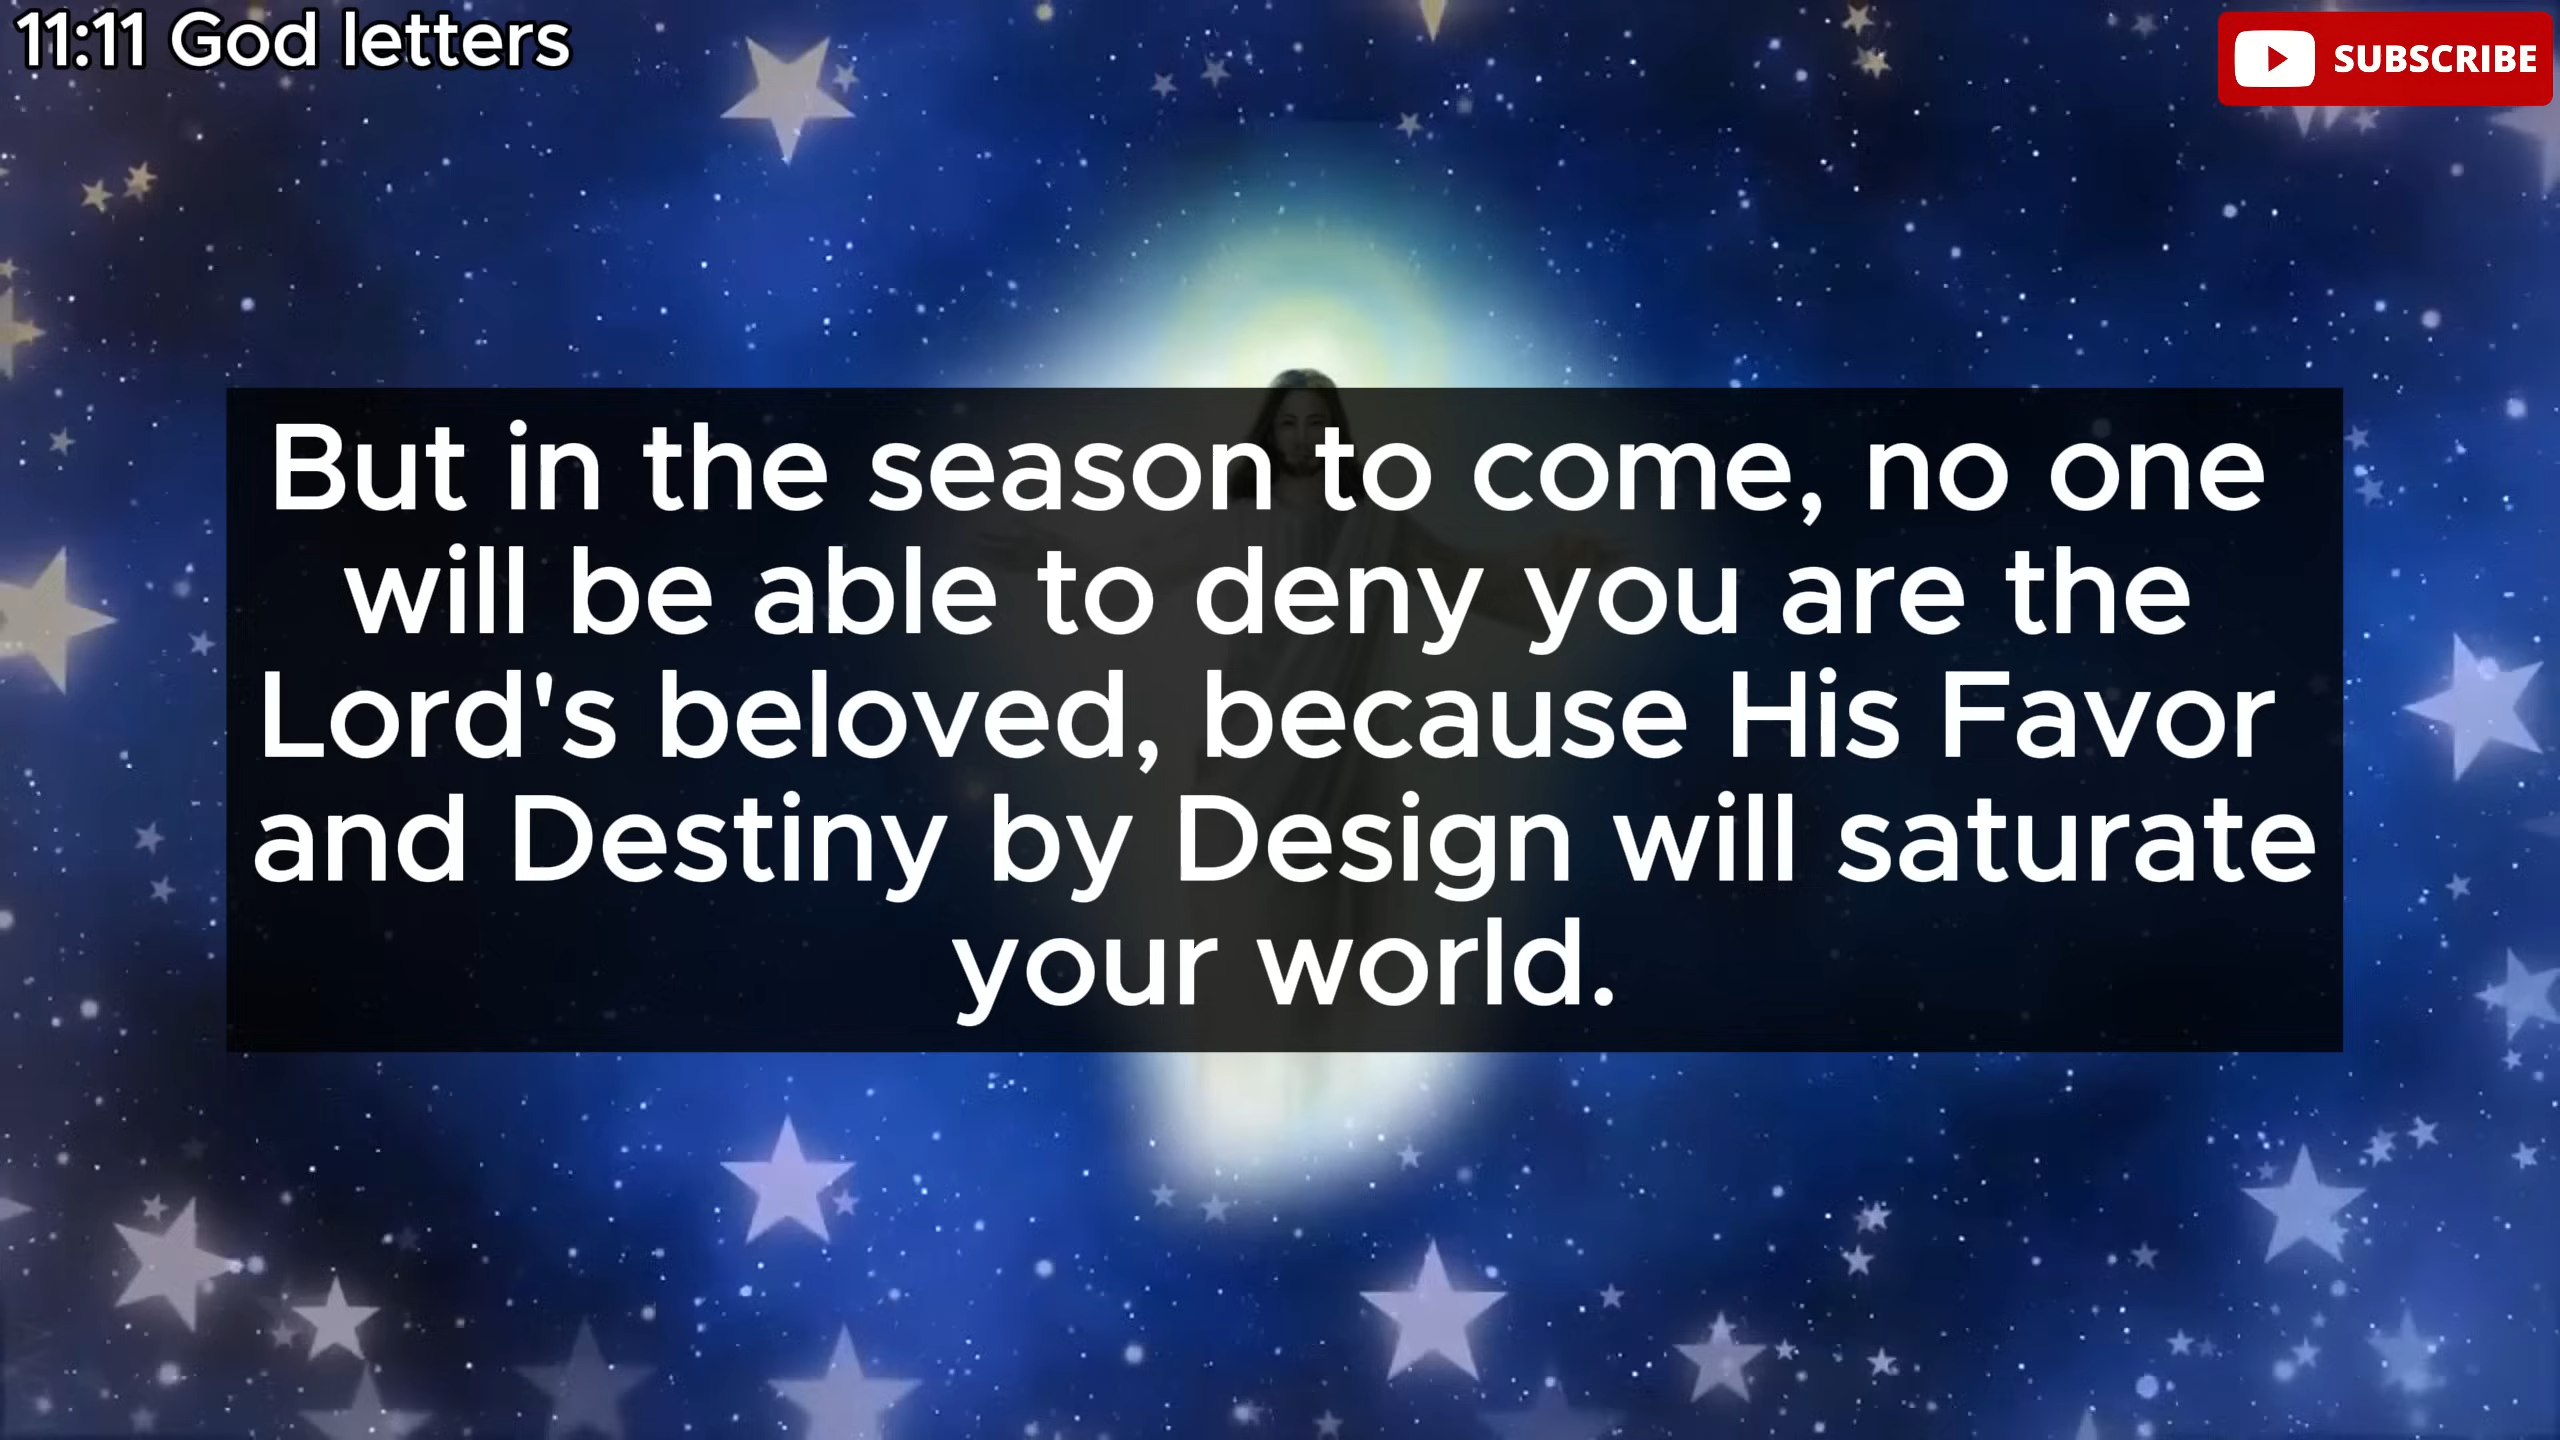 11:11 God letters
SUBSCRIBE
But in the season to come, no one
will be able to deny you are the
Lord's beloved, because His Favor
and Destiny by Design will saturate
your world.